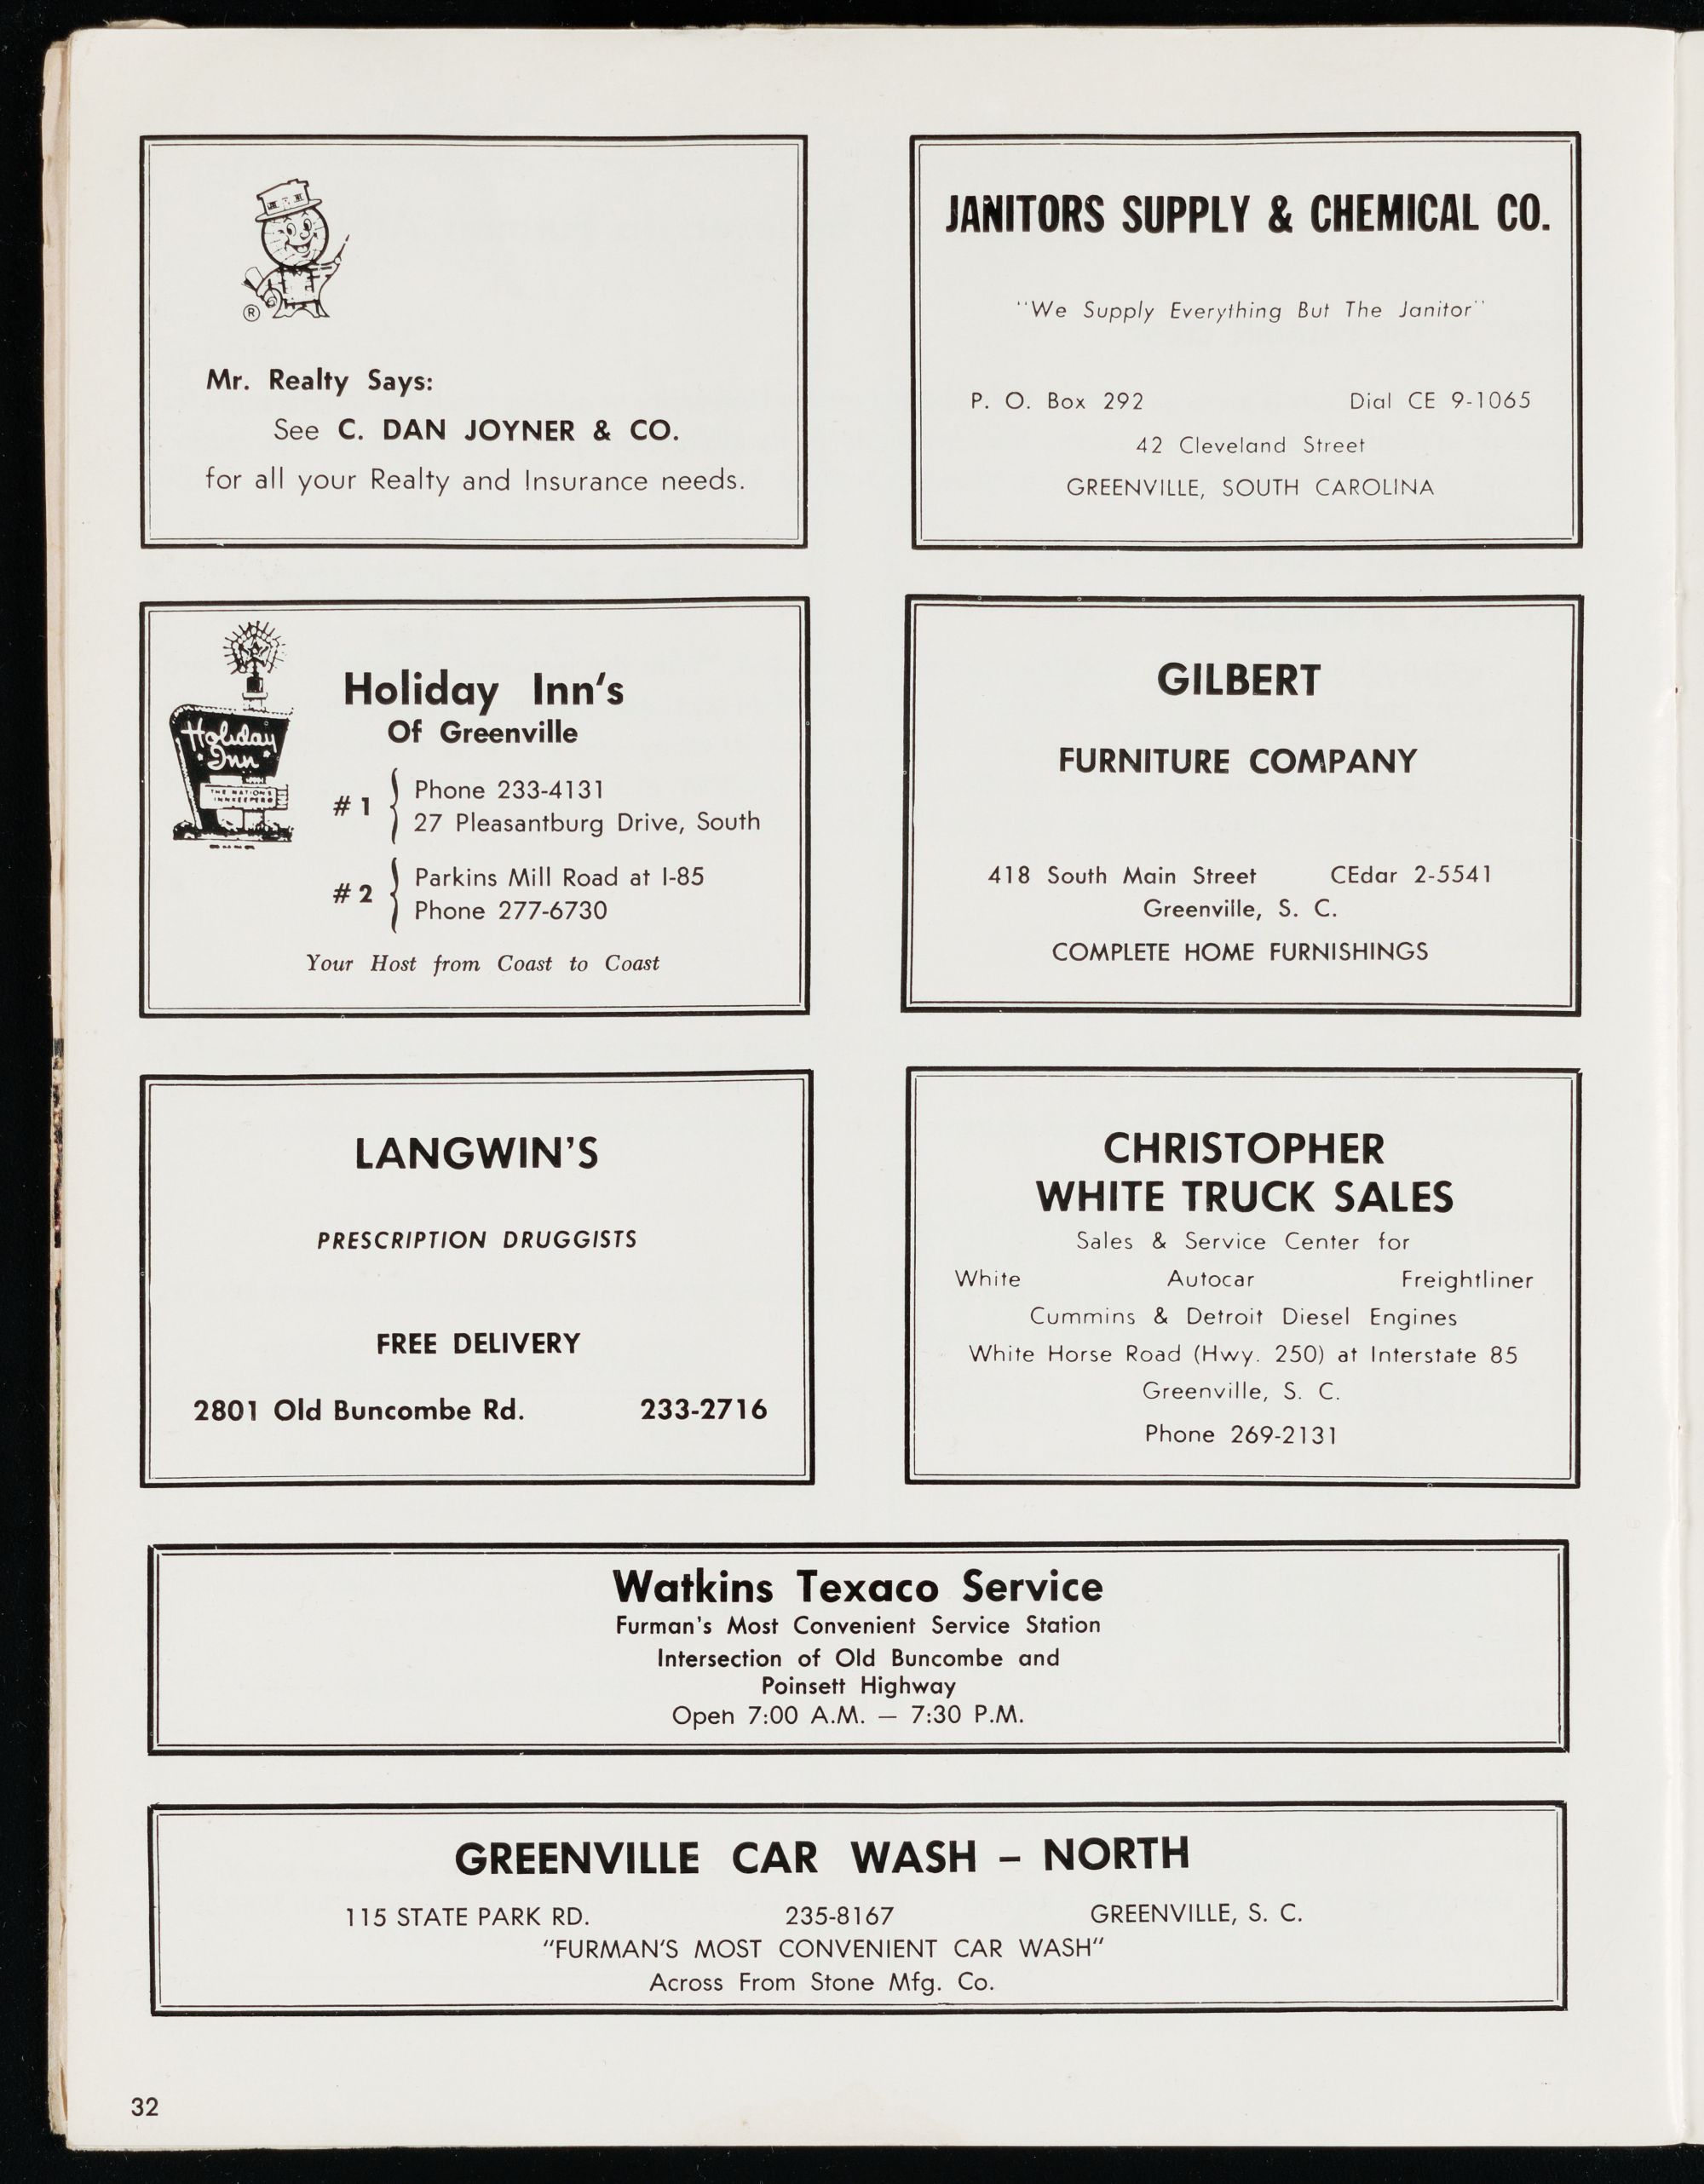 ®
Mr. Realty Says:
See C. DAN JOYNER & CO.
for all your Realty and Insurance needs.
JANITORS SUPPLY & CHEMICAL CO.
"We Supply Everything But The Janitor"
P. O. Box 292 Dial CE 9-1065
42 Cleveland Street
GREENVILLE, SOUTH CAROLINA
Holiday
Inn
THE NATION'S
INNKEEPERS
Holiday Inn's
Of Greenville
#1 Phone 233-4131
27 Pleasantburg Drive, South
#2 Parkins Mill Road at I-85
Phone 277-6730
Your Host from Coast to Coast
GILBERT
FURNITURE COMPANY
418 South Main Street CEdar 2-5541
Greenville, S. C.
COMPLETE HOME FURNISHINGS
LANGWIN'S
PRESCRIPTION DRUGGISTS
FREE DELIVERY
2801 Old Buncombe Rd. 233-2716
CHRISTOPHER
WHITE TRUCK SALES
Sales & Service Center for
White Autocar Freightliner
Cummins & Detroit Diesel Engines
White Horse Road (Hwy. 250) at Interstate 85
Greenville, S. C.
Phone 269-2131
Watkins Texaco Service
Furman's Most Convenient Service Station
Intersection of Old Buncombe and
Poinsett Highway
Open 7:00 A.M. — 7:30 P.M.
GREENVILLE CAR WASH – NORTH
115 STATE PARK RD. 235-8167 GREENVILLE, S. C.
"FURMAN'S MOST CONVENIENT CAR WASH"
Across From Stone Mfg. Co.
32